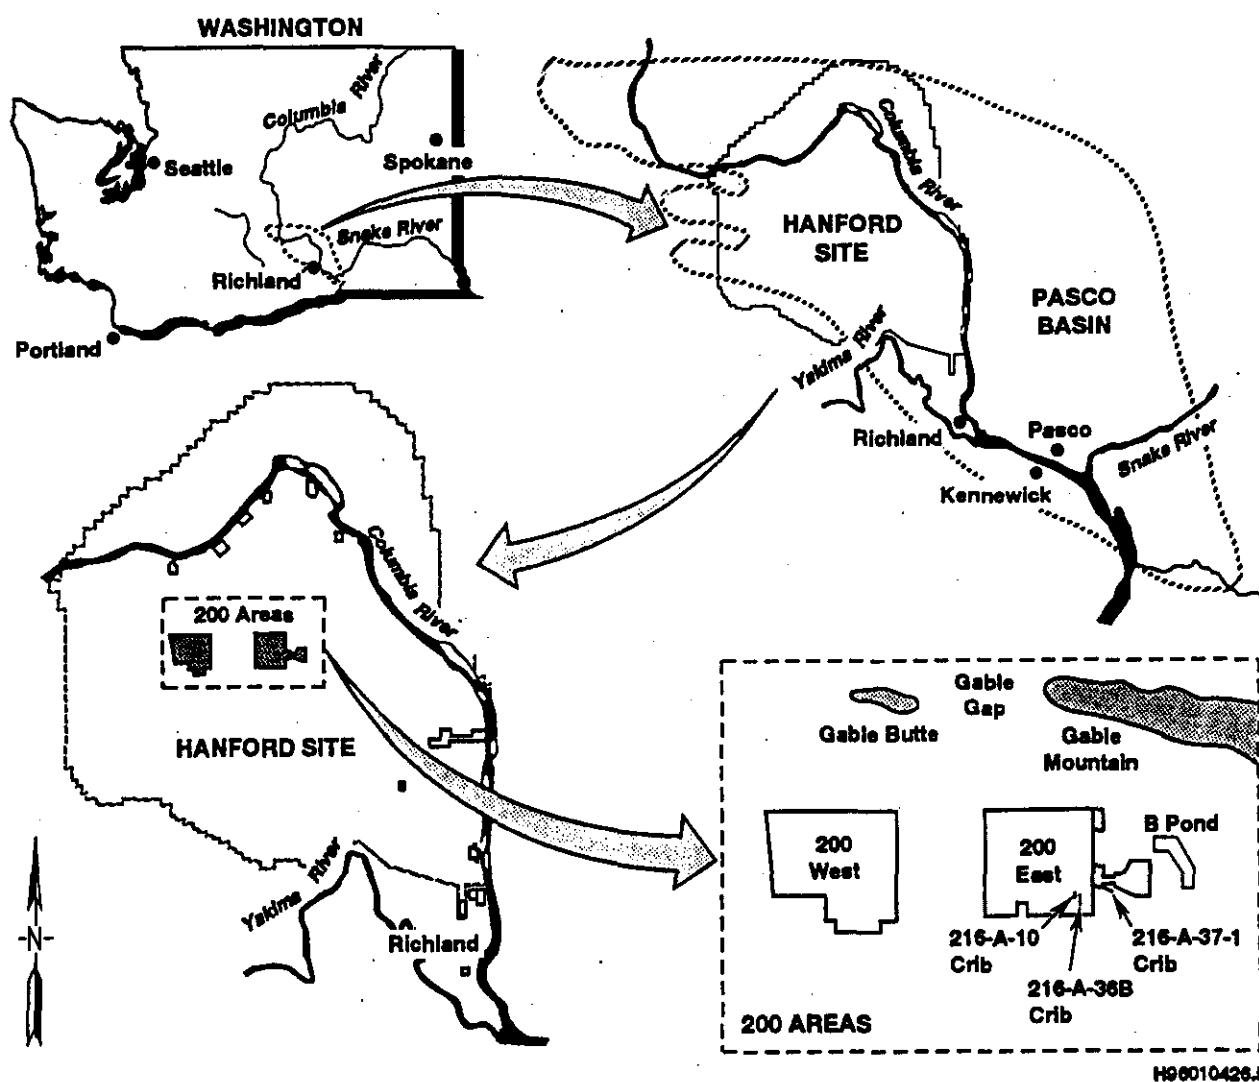 WASHINGTON
Columbia River
Spokane
Seattle
Snake River
Richland
Portland
Columbia River
HANFORD
SITE
PASCO
BASIN
Yakima River
Richland
Pasco
Snake River
Kennewick
Columbia River
200 Areas
HANFORD SITE
Yakima River
Richland
-N-
Gable
Gap
Gable Butte
Gable
Mountain
B Pond
200
West
200
East
216-A-10
Crib
216-A-37-1
Crib
216-A-36B
Crib
200 AREAS
H96010426.